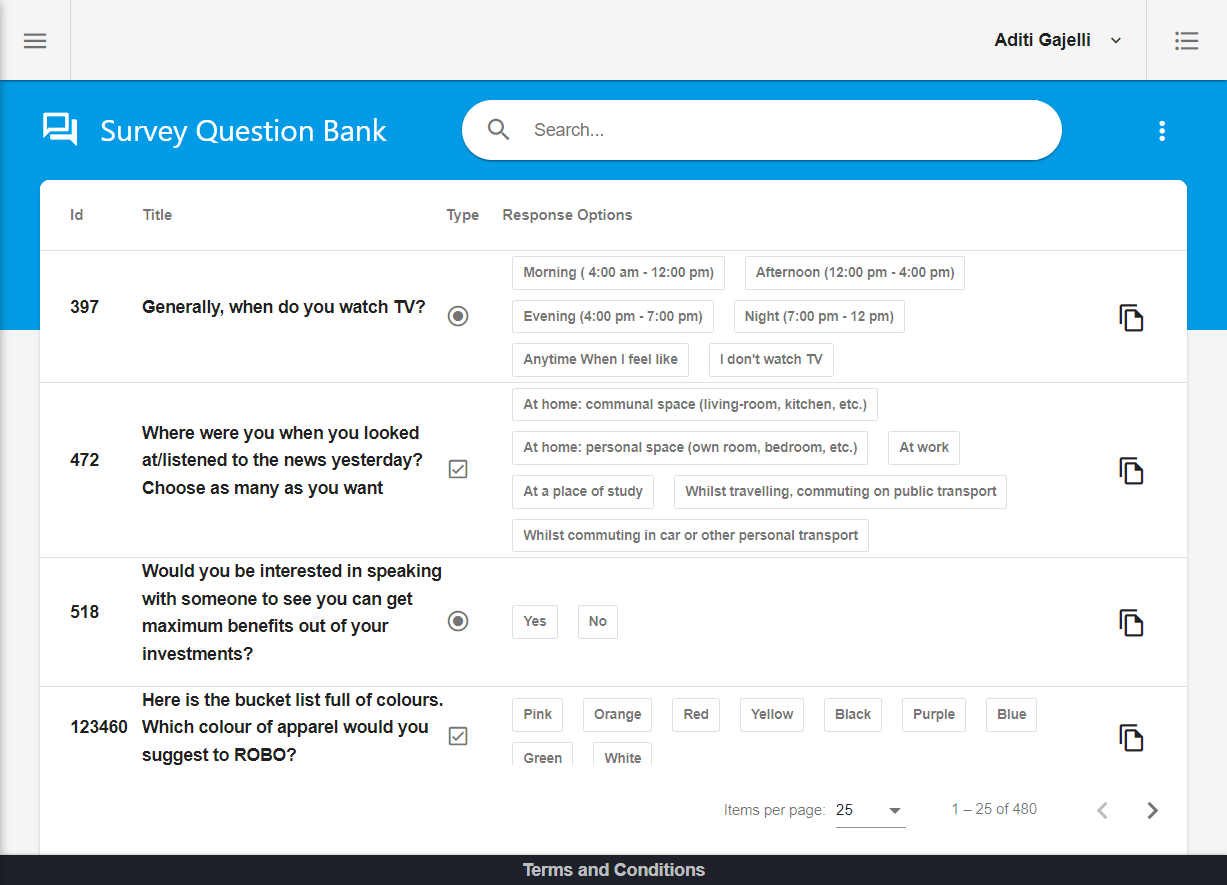 Aditi Gajelli
Survey Question Bank
Search...
Id Title Type Response Options
397 Generally, when do you watch TV?
Morning ( 4:00 am - 12:00 pm) Afternoon (12:00 pm - 4:00 pm)
Evening (4:00 pm - 7:00 pm) Night (7:00 pm - 12 pm)
Anytime When I feel like I don't watch TV
472
Where were you when you looked
at/listened to the news yesterday?
Choose as many as you want
At home: communal space (living-room, kitchen, etc.)
At home: personal space (own room, bedroom, etc.) At work
At a place of study Whilst travelling, commuting on public transport
Whilst commuting in car or other personal transport
518
Would you be interested in speaking
with someone to see you can get
maximum benefits out of your
investments?
Yes No
123460
Here is the bucket list full of colours.
Which colour of apparel would you
suggest to ROBO?
Pink Orange Red Yellow Black Purple Blue
Green White
Items per page: 25 1 – 25 of 480
Terms and Conditions